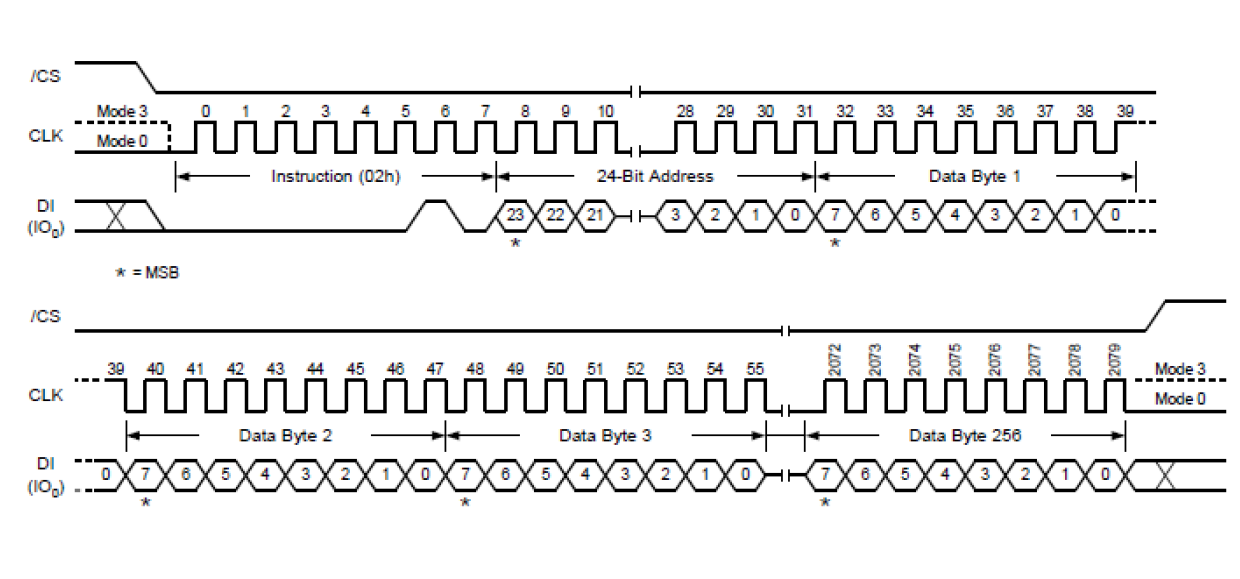 /CS
Mode 3 0 1 2 3 4 5 6 7 8 9 10 28 29 30 31 32 33 34 35 36 37 38 39
CLK
Mode 0
Instruction (02h) 24-Bit Address Data Byte 1
DI
(IO0)
23 22 21 3 2 1 0 7 6 5 4 3 2 1 0
* *
* = MSB
/CS
39 40 41 42 43 44 45 46 47 48 49 50 51 52 53 54 55 2072 2073 2074 2075 2076 2077 2078 2079 Mode 3
CLK
Mode 0
Data Byte 2 Data Byte 3 Data Byte 256
DI
(IO0)
0 7 6 5 4 3 2 1 0 7 6 5 4 3 2 1 0 7 6 5 4 3 2 1 0
* * *